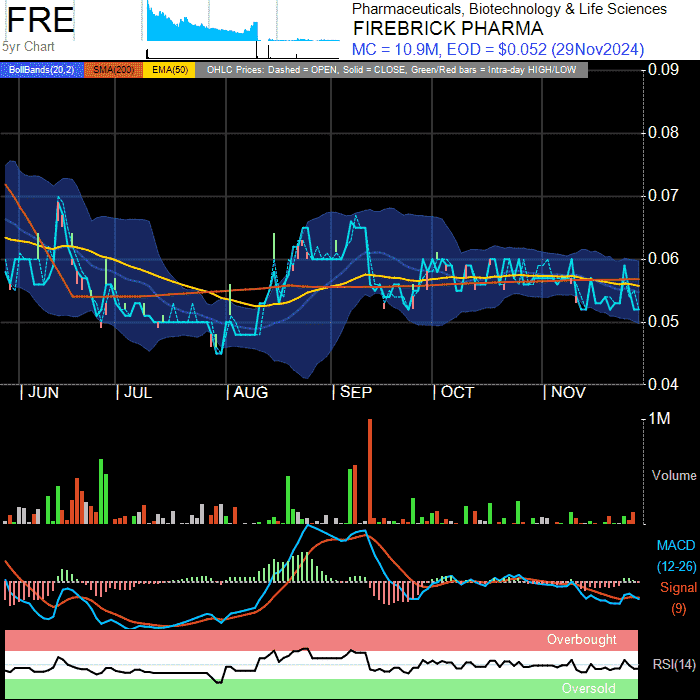 FRE
5yr Chart
Pharmaceuticals, Biotechnology & Life Sciences
FIREBRICK PHARMA
MC = 10.9M, EOD = $0.052 (29Nov2024)
BollBands(20,2) SMA(200) EMA(50) OHLC Prices: Dashed = OPEN, Solid = CLOSE, Green/Red bars = Intra-day HIGH/LOW
0.09
0.08
0.07
0.06
0.05
0.04
JUN JUL AUG SEP OCT NOV
1M
Volume
MACD
(12-26)
Signal
(9)
Overbought
RSI(14)
Oversold